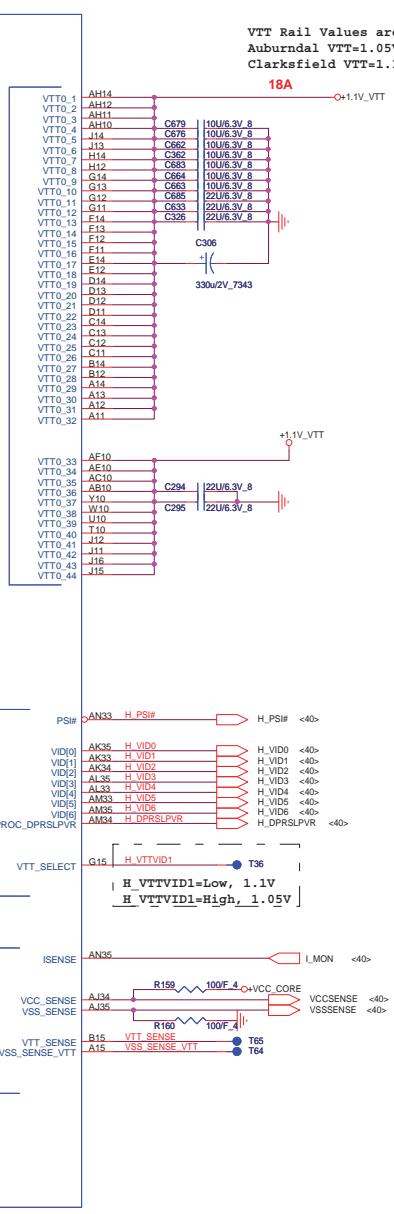 VTT Rail Values are
Auburndal VTT=1.05V
Clarksfield VTT=1.1
18A
+1.1V_VTT
VTT0_1 AH14
VTT0_2 AH12
VTT0_3 AH11
VTT0_4 AH10 C679 10U/6.3V_8
VTT0_5 J14 C676 10U/6.3V_8
VTT0_6 J13 C662 10U/6.3V_8
VTT0_7 H14 C362 10U/6.3V_8
VTT0_8 H12 C683 10U/6.3V_8
VTT0_9 G14 C664 10U/6.3V_8
VTT0_10 G13 C663 10U/6.3V_8
VTT0_11 G12 C685 22U/6.3V_8
VTT0_12 G11 C633 22U/6.3V_8
VTT0_13 F14 C326 22U/6.3V_8
VTT0_14 F13
VTT0_15 F12
VTT0_16 F11 C306
VTT0_17 E14 +
VTT0_18 E12
VTT0_19 D14 330u/2V_7343
VTT0_20 D13
VTT0_21 D12
VTT0_22 D11
VTT0_23 C14
VTT0_24 C13
VTT0_25 C12
VTT0_26 C11
VTT0_27 B14
VTT0_28 B12
VTT0_29 A14
VTT0_30 A13
VTT0_31 A12
VTT0_32 A11
+1.1V_VTT
VTT0_33 AF10
VTT0_34 AE10
VTT0_35 AC10
VTT0_36 AB10 C294 22U/6.3V_8
VTT0_37 Y10
VTT0_38 W10 C295 22U/6.3V_8
VTT0_39 U10
VTT0_40 T10
VTT0_41 J12
VTT0_42 J11
VTT0_43 J16
VTT0_44 J15
PSI# AN33 H_PSI# H_PSI# <40>
VID[0] AK35 H_VID0 H_VID0 <40>
VID[1] AK33 H_VID1 H_VID1 <40>
VID[2] AK34 H_VID2 H_VID2 <40>
VID[3] AL35 H_VID3 H_VID3 <40>
VID[4] AL33 H_VID4 H_VID4 <40>
VID[5] AM33 H_VID5 H_VID5 <40>
VID[6] AM35 H_VID6 H_VID6 <40>
PROC_DPRSLPVR AM34 H_DPRSLPVR H_DPRSLPVR <40>
VTT_SELECT G15 H_VTTVID1 T36
H_VTTVID1=Low, 1.1V
H_VTTVID1=High, 1.05V
ISENSE AN35 I_MON <40>
R159 100/F_4 +VCC_CORE
VCC_SENSE AJ34 VCCSENSE <40>
VSS_SENSE AJ35 VSSSENSE <40>
R160 100/F_4
VTT_SENSE B15 VTT_SENSE T65
VSS_SENSE_VTT A15 VSS_SENSE_VTT T64